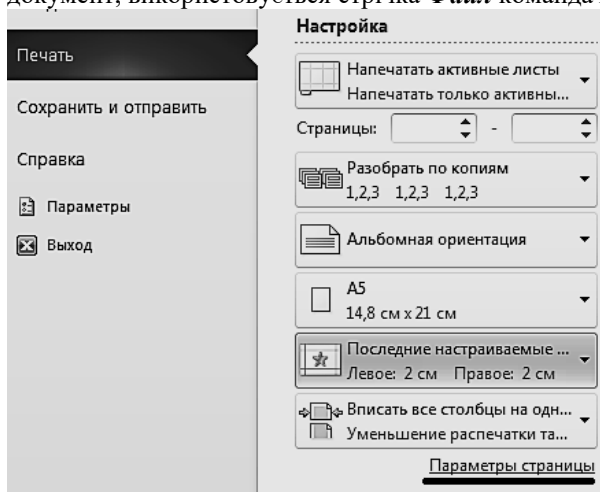 документ, використовується стрічка Файл команда
Настройка
Печать
Напечатать активные листы
Напечатать только активны...
Сохранить и отправить
Страницы: -
Справка
Разобрать по копиям
1,2,3 1,2,3 1,2,3
Параметры
Выход
Альбомная ориентация
A5
14,8 см x 21 см
Последние настраиваемые ...
Левое: 2 см Правое: 2 см
Вписать все столбцы на одн...
Уменьшение распечатки та...
Параметры страницы